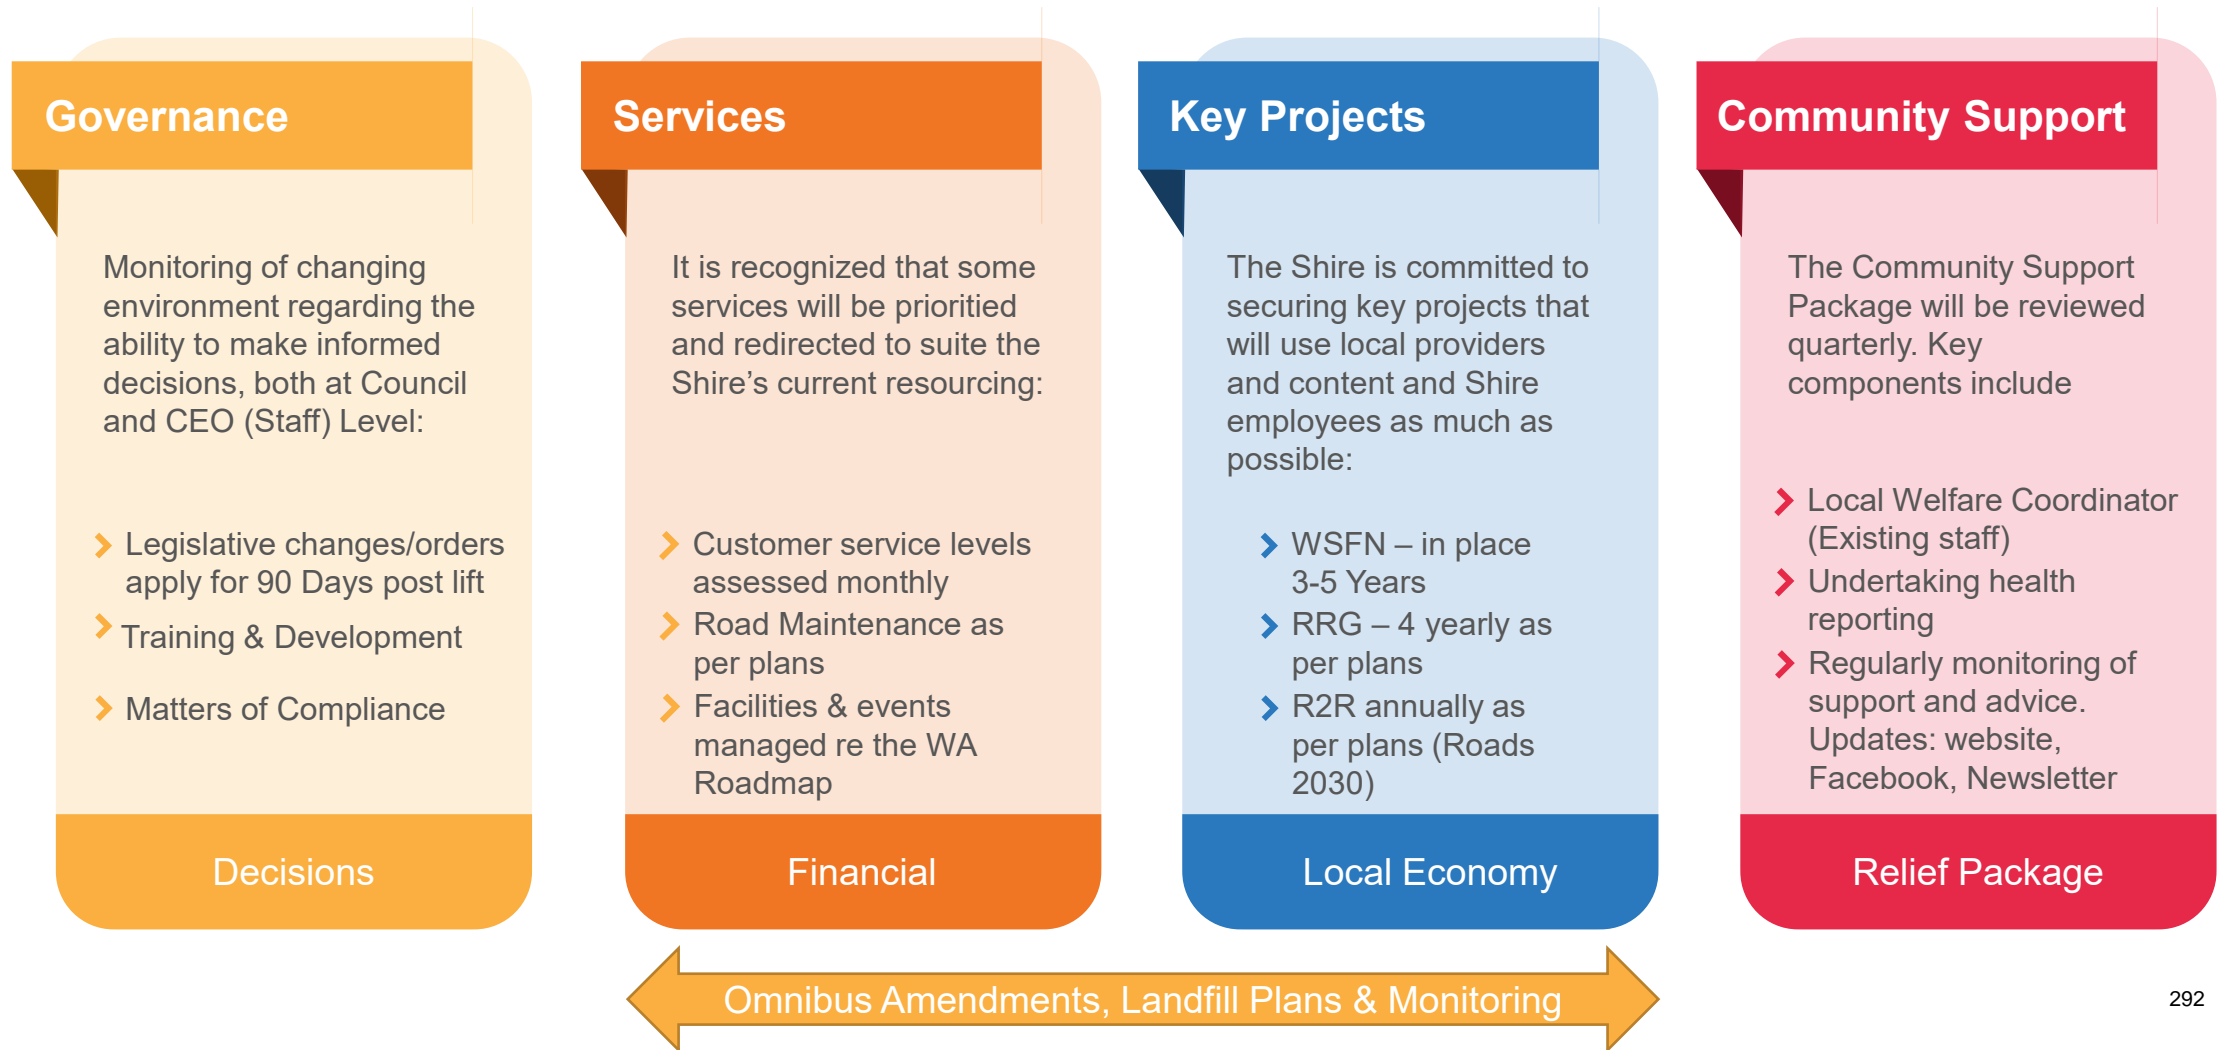 Governance
Monitoring of changing
environment regarding the
ability to make informed
decisions, both at Council
and CEO (Staff) Level:
Legislative changes/orders
apply for 90 Days post lift
Training & Development
Matters of Compliance
Decisions
Services
It is recognized that some
services will be prioritied
and redirected to suite the
Shire’s current resourcing:
Customer service levels
assessed monthly
Road Maintenance as
per plans
Facilities & events
managed re the WA
Roadmap
Financial
Key Projects
The Shire is committed to
securing key projects that
will use local providers
and content and Shire
employees as much as
possible:
WSFN – in place
3-5 Years
RRG – 4 yearly as
per plans
R2R annually as
per plans (Roads
2030)
Local Economy
Community Support
The Community Support
Package will be reviewed
quarterly. Key
components include
Local Welfare Coordinator
(Existing staff)
Undertaking health
reporting
Regularly monitoring of
support and advice.
Updates: website,
Facebook, Newsletter
Relief Package
Omnibus Amendments, Landfill Plans & Monitoring
292